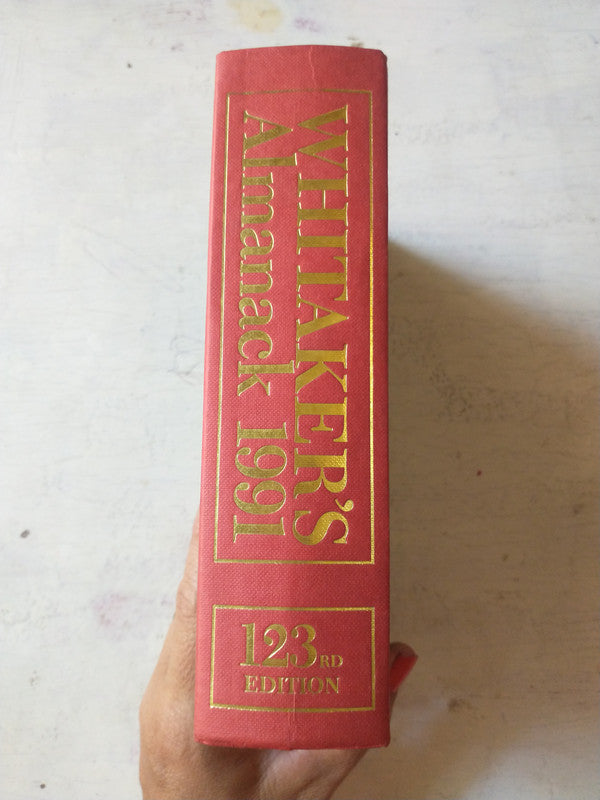 WHITAKER'S
Almanack 1991
123RD
EDITION